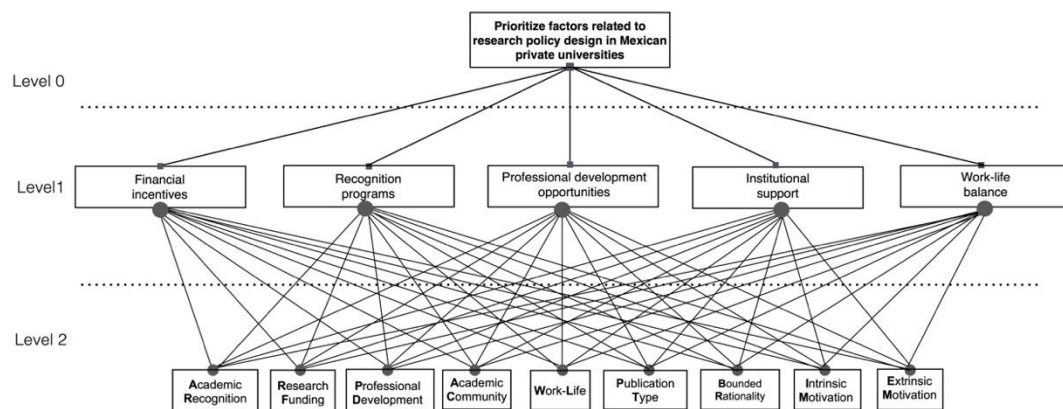 Prioritize factors related to
research policy design in Mexican
private universities
Level 0
Level1
Financial
incentives
Recognition
programs
Professional development
opportunities
Institutional
support
Work-life
balance
Level 2
Academic
Recognition
Research
Funding
Professional
Development
Academic
Community
Work-Life
Publication
Type
Bounded
Rationality
Intrinsic
Motivation
Extrinsic
Motivation